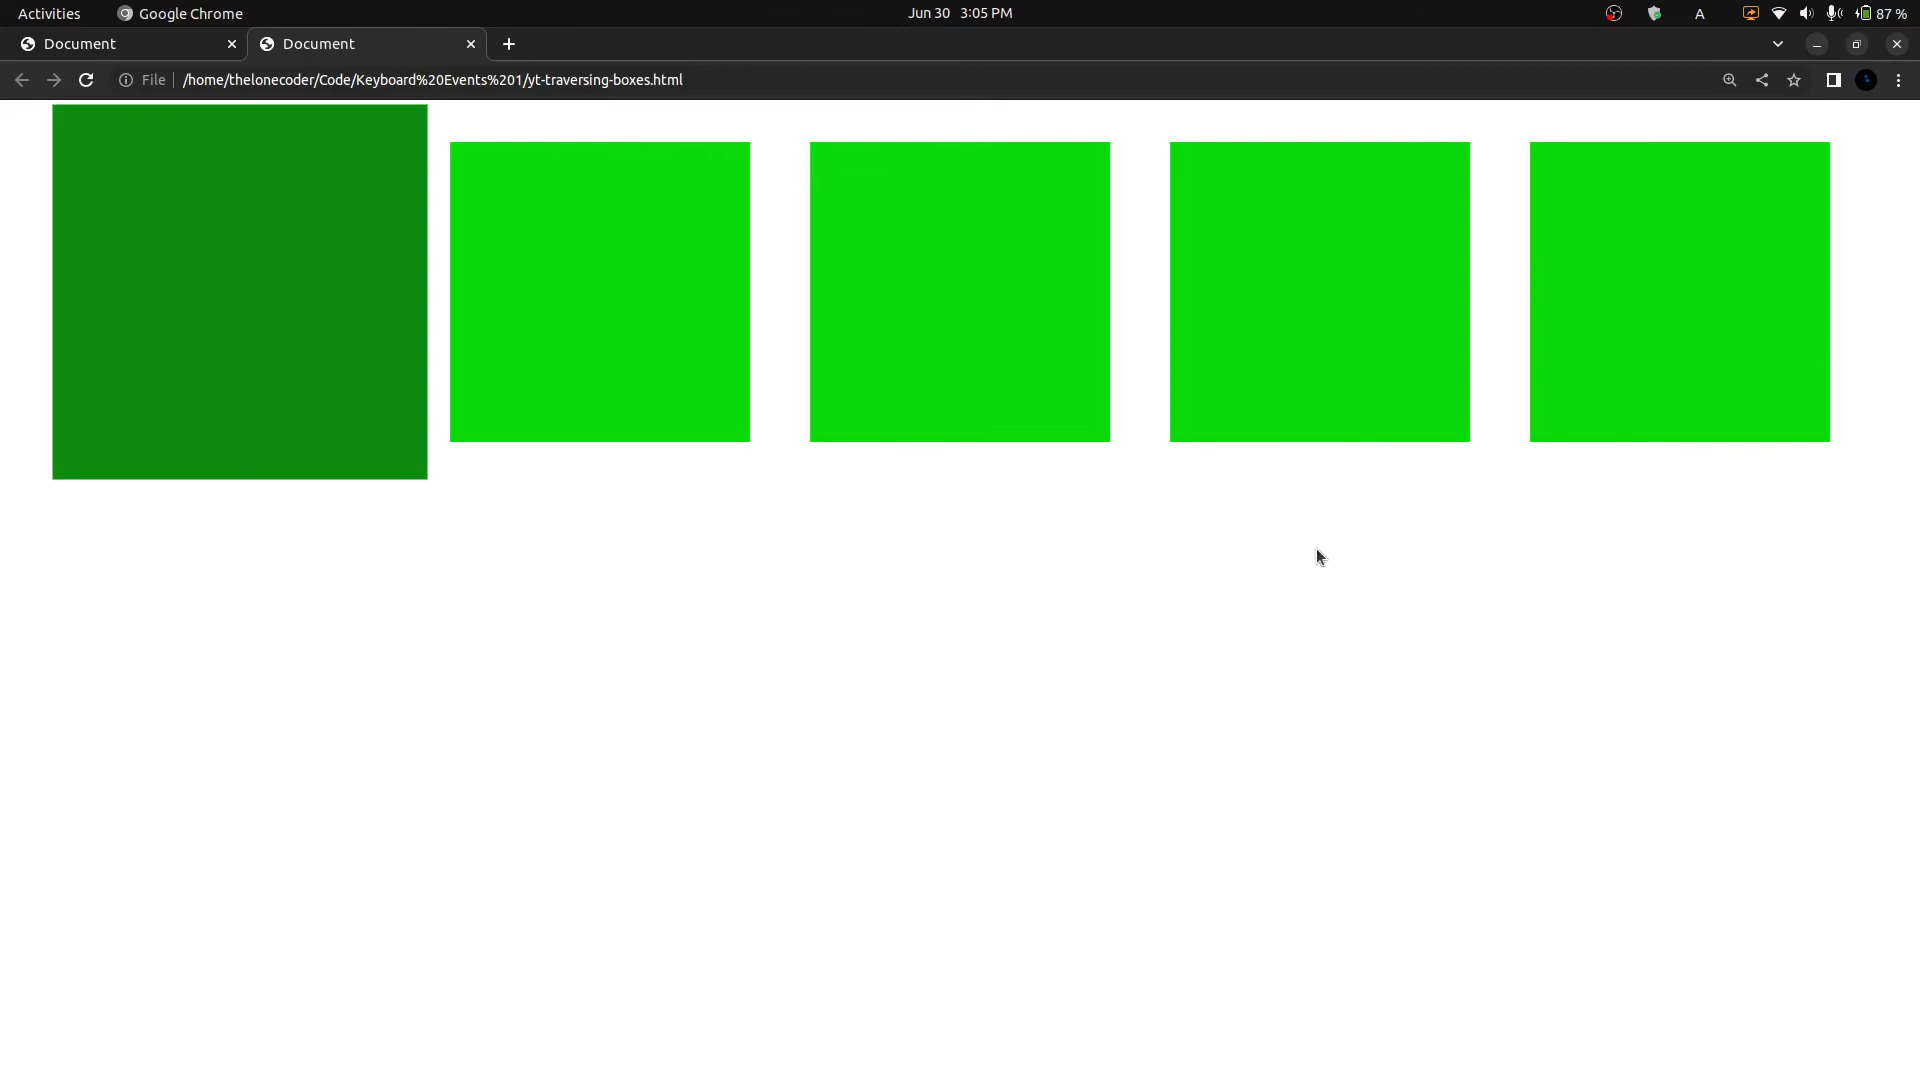 Activities Google Chrome Jun 30 3:05 PM A 87 %
Document Document
File /home/thelonecoder/Code/Keyboard%20Events%201/yt-traversing-boxes.html